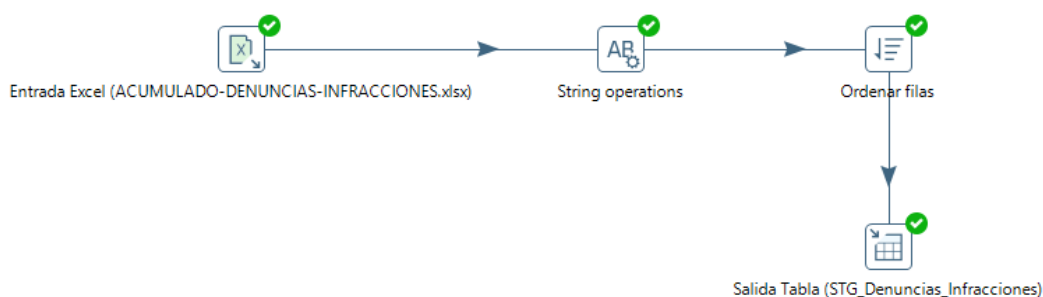 Entrada Excel (ACUMULADO-DENUNCIAS-INFRACCIONES.xlsx)
String operations
Ordenar filas
Salida Tabla (STG_Denuncias_Infracciones)